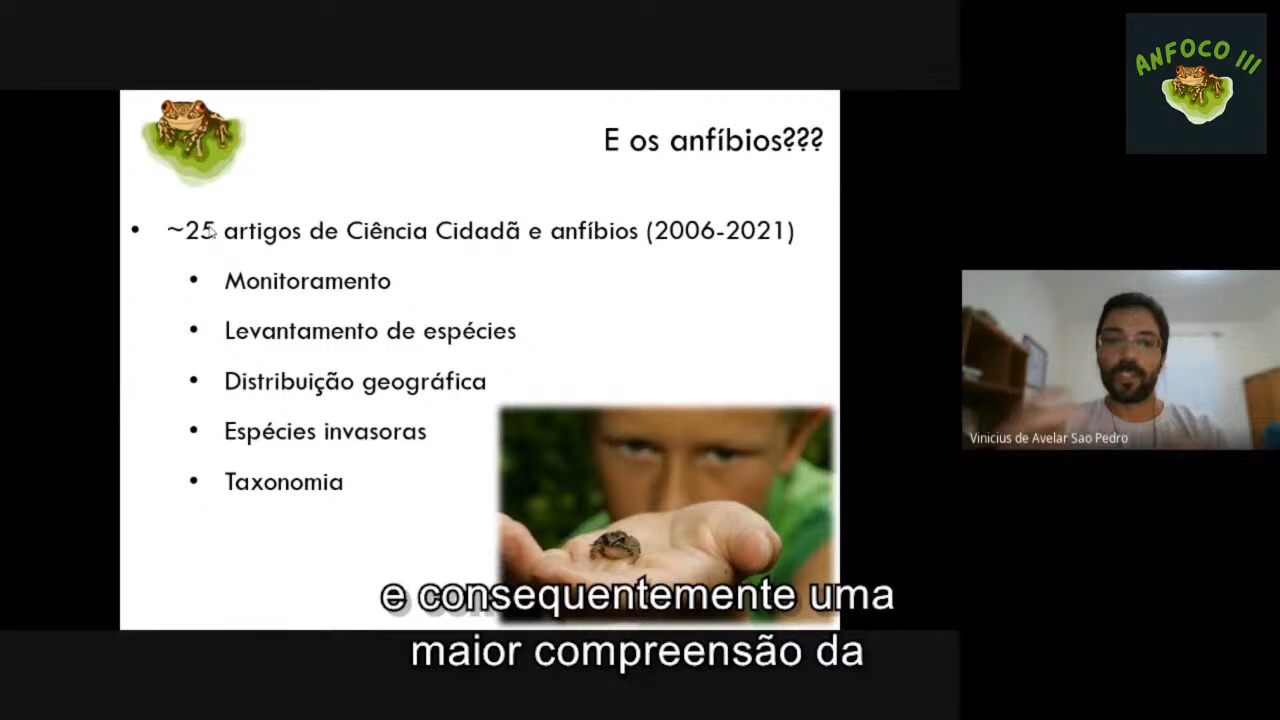 ANFOCO III
E os anfíbios???
• ~25 artigos de Ciência Cidadã e anfíbios (2006-2021)
• Monitoramento
• Levantamento de espécies
• Distribuição geográfica
• Espécies invasoras
• Taxonomia
Vinicius de Avelar Sao Pedro
e consequentemente uma
maior compreensão da